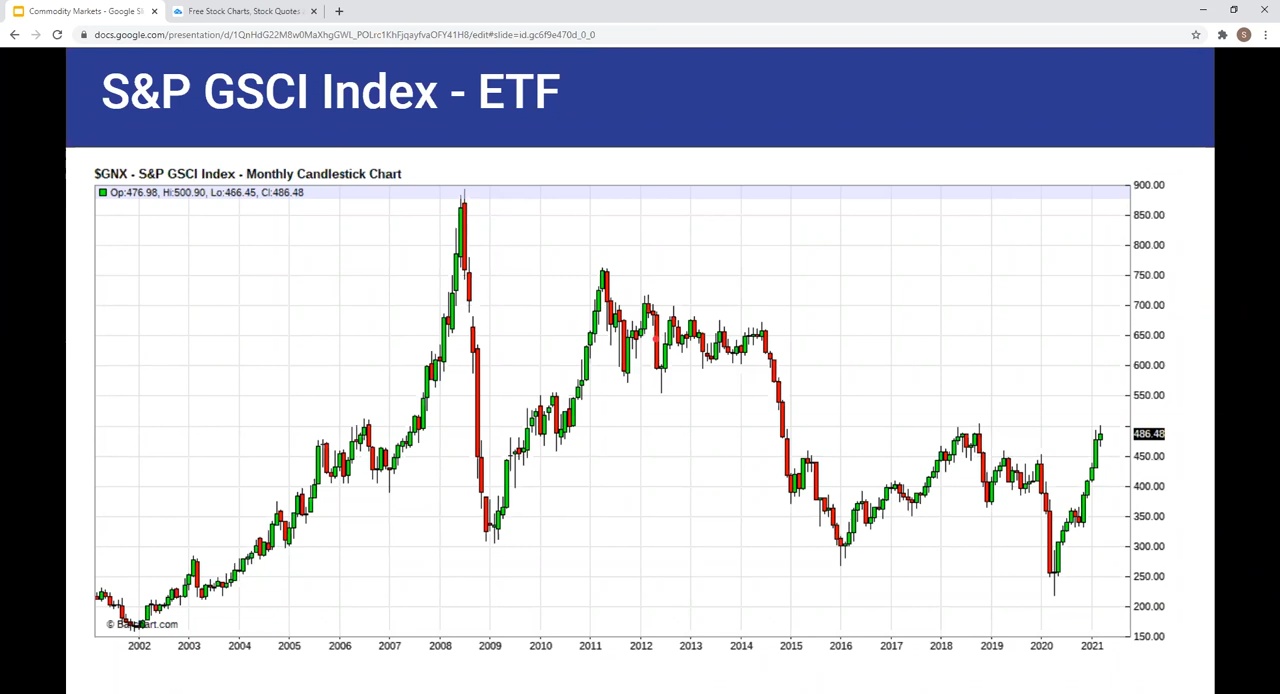 Commodity Markets - Google Sl
Free Stock Charts, Stock Quotes a
docs.google.com/presentation/d/1QnHdG22M8w0MaXhgGWL_POLrc1KhFjqayfvaOFY41H8/edit#slide=id.gc6f9e470d_0_0
S
S&P GSCI Index - ETF
$GNX - S&P GSCI Index - Monthly Candlestick Chart
Op:476.98, Hi:500.90, Lo:466.45, Cl:486.48
900.00
850.00
800.00
750.00
700.00
650.00
600.00
550.00
486.48
450.00
400.00
350.00
300.00
250.00
200.00
150.00
© Barchart.com
2002 2003 2004 2005 2006 2007 2008 2009 2010 2011 2012 2013 2014 2015 2016 2017 2018 2019 2020 2021